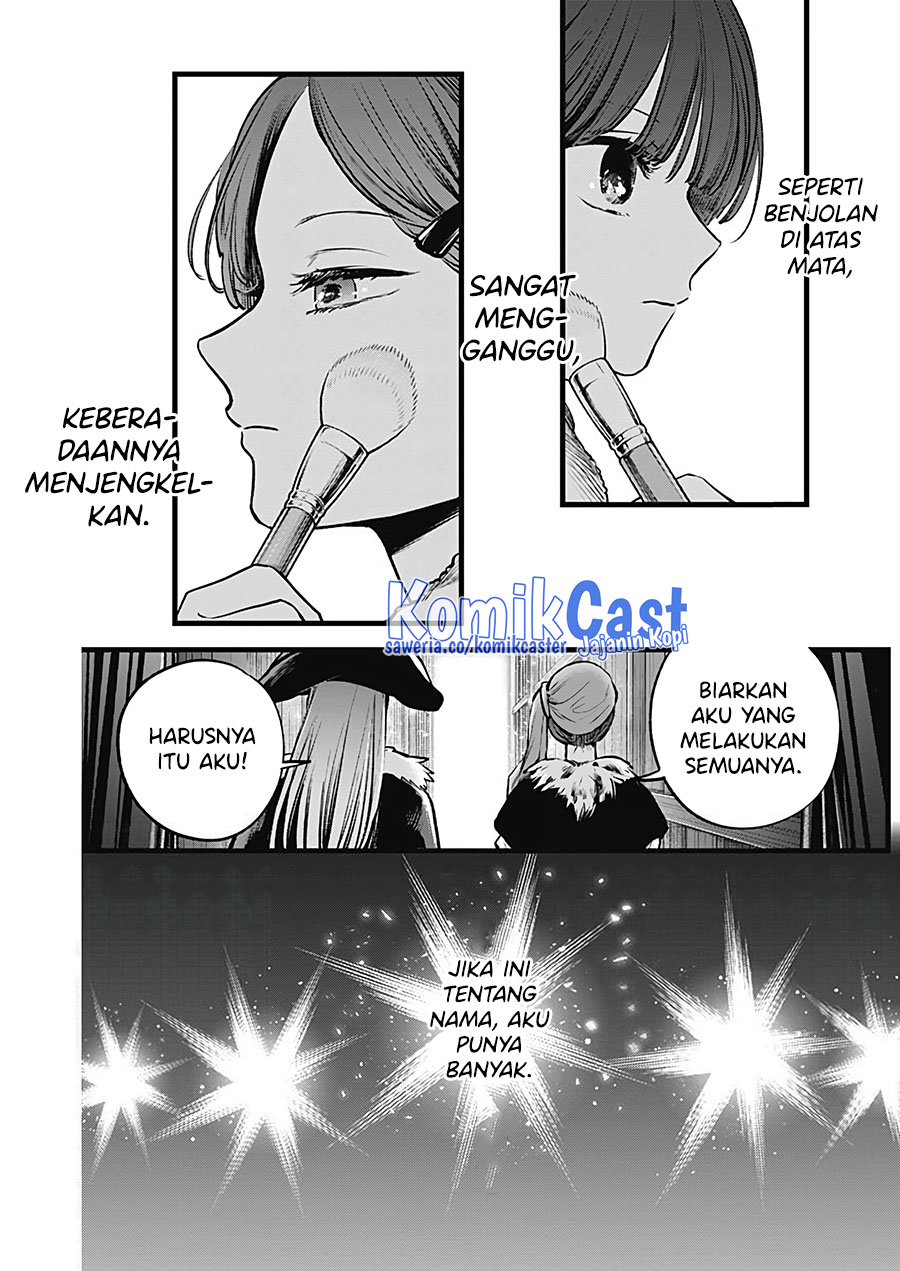 SEPERTI
BENJOLAN
DI ATAS
MATA,
SANGAT
MENG-
GANGGU,
KEBERA-
DAANNYA
MENJENGKEL-
KAN.
KomikCast
saweria.co/komikcaster Jajanin Kopi
BIARKAN
AKU YANG
MELAKUKAN
SEMUANYA.
HARUSNYA
ITU AKU!
JIKA INI
TENTANG
NAMA, AKU
PUNYA
BANYAK.